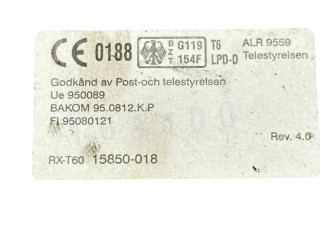 CE 0188 BZT G119 154F T6 LPD-D ALR 9559 Telestyrelsen
Godkänd av Post-och telestyrelsen
Ue 950089
BAKOM 95.0812.K.P
FI 95080121
Rev. 4.0
RX-T60 15850-018